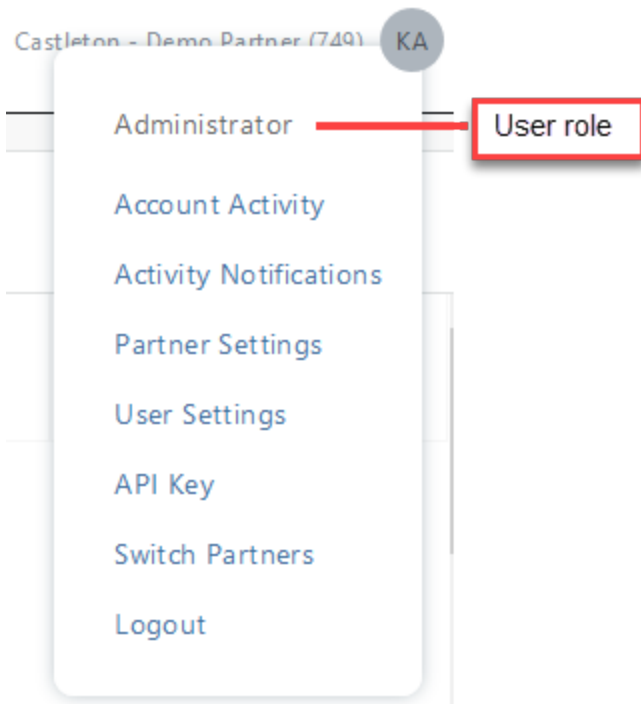 Castleton - Demo Partner (749) KA
Administrator User role
Account Activity
Activity Notifications
Partner Settings
User Settings
API Key
Switch Partners
Logout